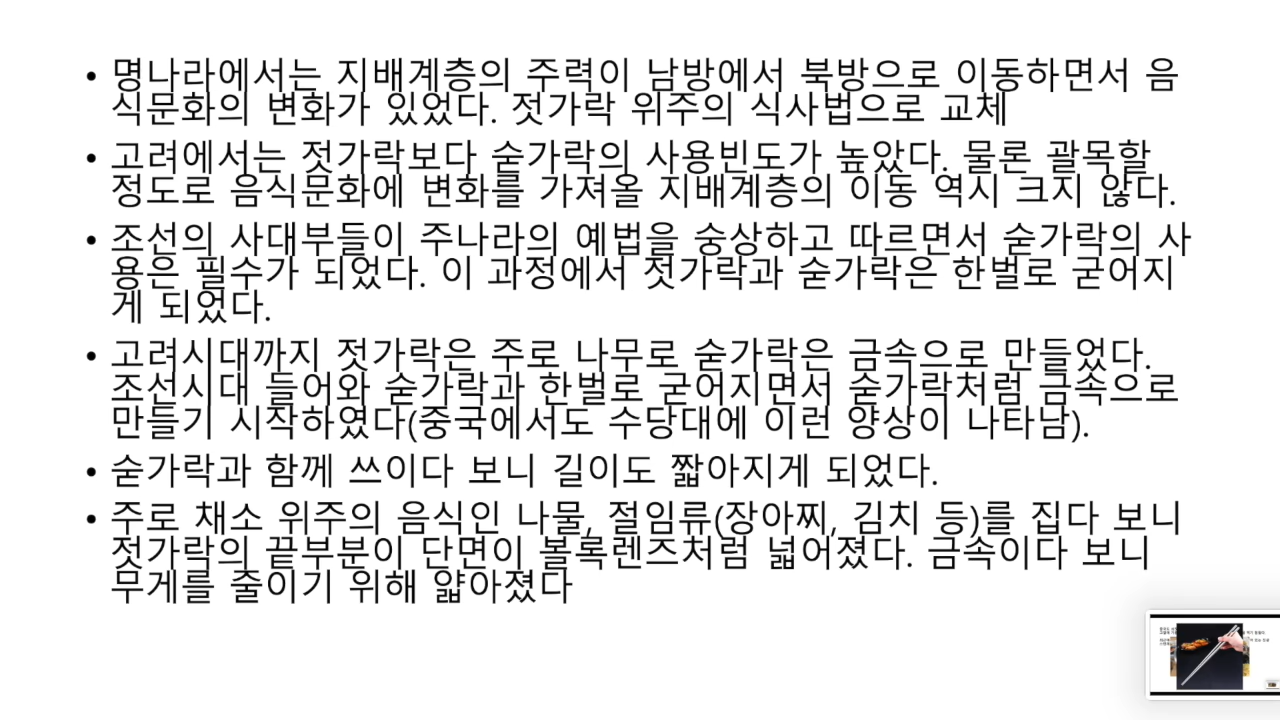 • 명나라에서는 지배계층의 주력이 남방에서 북방으로 이동하면서 음
식문화의 변화가 있었다. 젓가락 위주의 식사법으로 교체
• 고려에서는 젓가락보다 숟가락의 사용빈도가 높았다. 물론 괄목할
정도로 음식문화에 변화를 가져올 지배계층의 이동 역시 크지 않다.
• 조선의 사대부들이 주나라의 예법을 숭상하고 따르면서 숟가락의 사
용은 필수가 되었다. 이 과정에서 젓가락과 숟가락은 한벌로 굳어지
게 되었다.
• 고려시대까지 젓가락은 주로 나무로 숟가락은 금속으로 만들었다.
조선시대 들어와 숟가락과 한벌로 굳어지면서 숟가락처럼 금속으로
만들기 시작하였다(중국에서도 수당대에 이런 양상이 나타남).
• 숟가락과 함께 쓰이다 보니 길이도 짧아지게 되었다.
• 주로 채소 위주의 음식인 나물, 절임류(장아찌, 김치 등)를 집다 보니
젓가락의 끝부분이 단면이 볼록렌즈처럼 넓어졌다. 금속이다 보니
무게를 줄이기 위해 얇아졌다